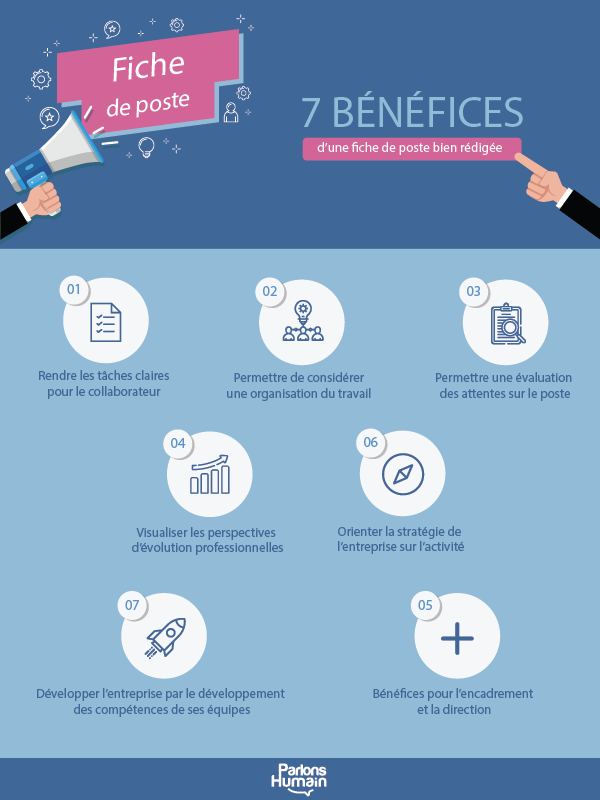 Fiche
de poste
7 BÉNÉFICES
d'une fiche de poste bien rédigée
01
Rendre les tâches claires
pour le collaborateur
02
Permettre de considérer
une organisation du travail
03
Permettre une évaluation
des attentes sur le poste
04
Visualiser les perspectives
d'évolution professionnelles
06
Orienter la stratégie de
l'entreprise sur l'activité
07
Développer l'entreprise par le développement
des compétences de ses équipes
05
Bénéfices pour l'encadrement
et la direction
Parlons
Humain